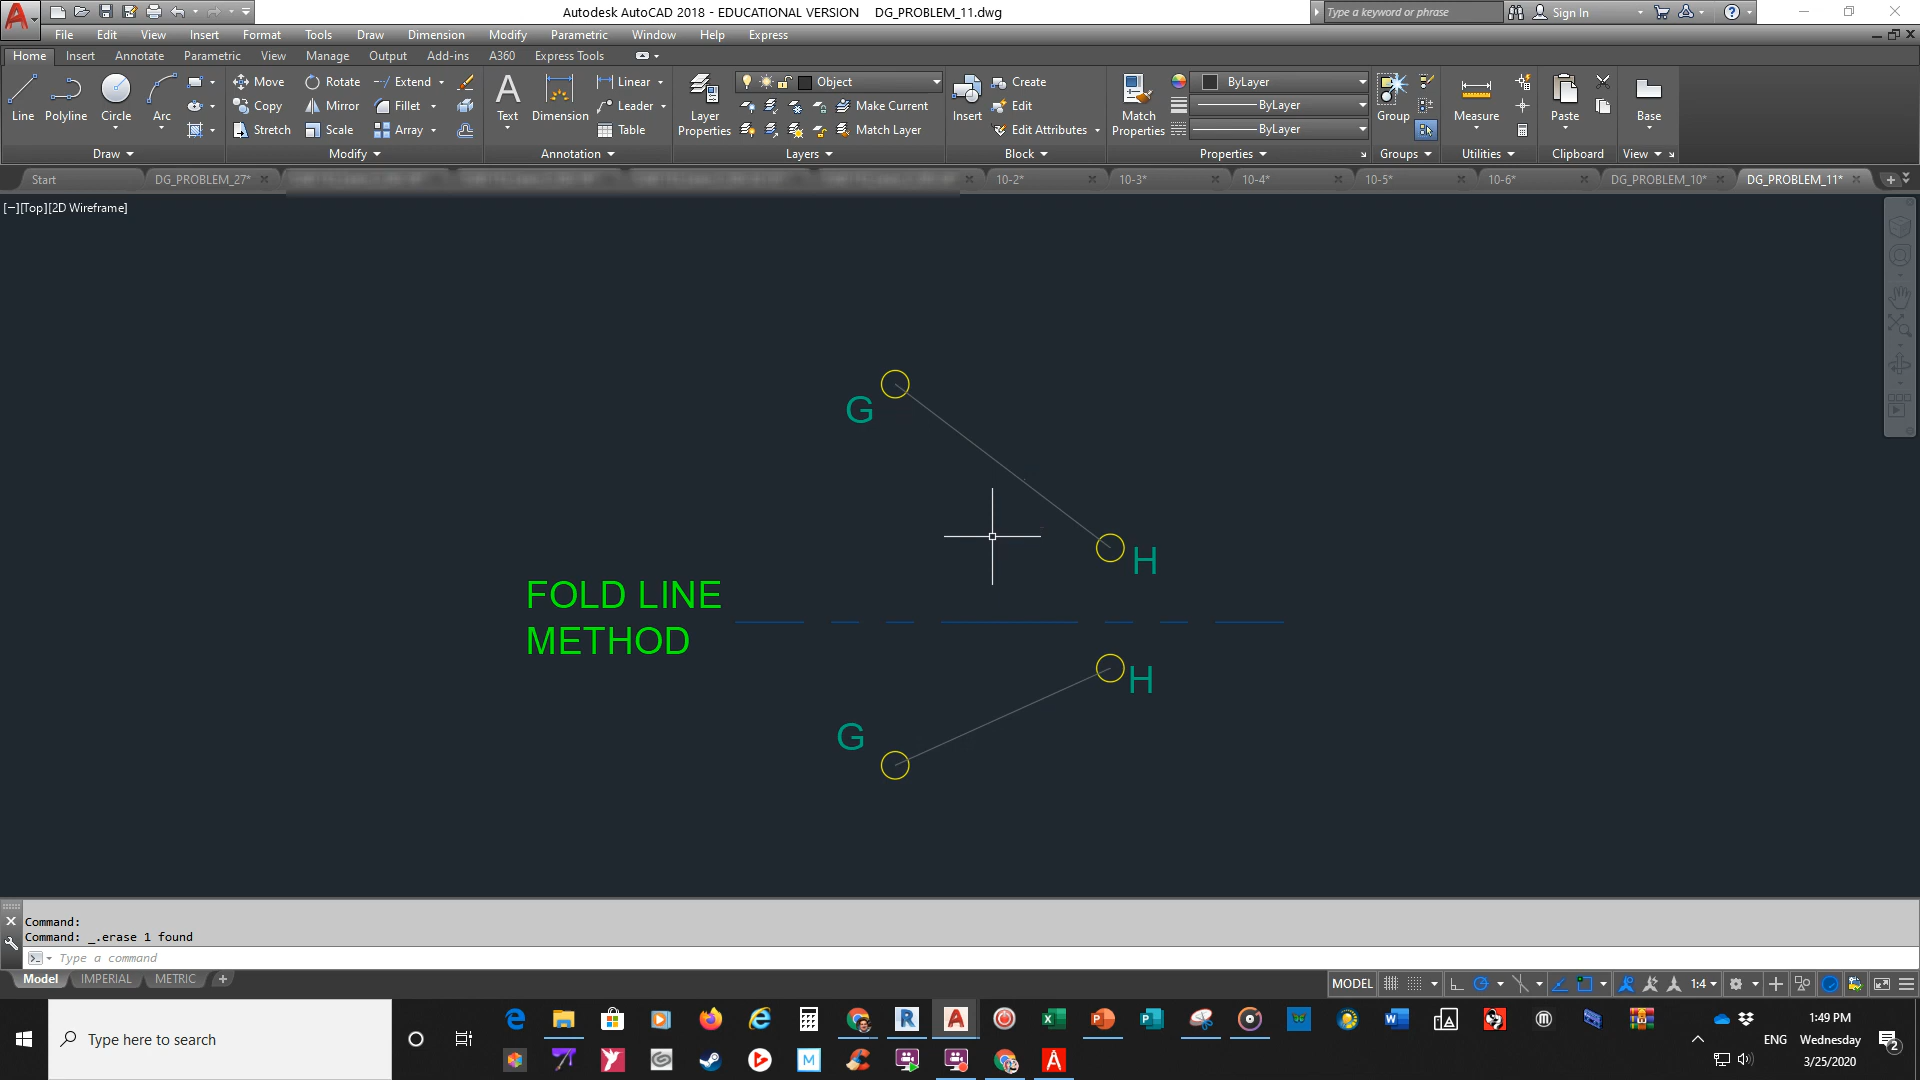 Autodesk AutoCAD 2018 - EDUCATIONAL VERSION DG_PROBLEM_11.dwg
Type a keyword or phrase
Sign In
File Edit View Insert Format Tools Draw Dimension Modify Parametric Window Help Express
Home Insert Annotate Parametric View Manage Output Add-ins A360 Express Tools
Line Polyline Circle Arc
Move Rotate Extend
Copy Mirror Fillet
Stretch Scale Array
Text Dimension
Linear
Leader
Table
Layer
Properties
Object
Make Current
Match Layer
Insert
Create
Edit
Edit Attributes
Match
Properties
ByLayer
ByLayer
ByLayer
Group
Measure
Paste
Base
Draw Modify Annotation Layers Block Properties Groups Utilities Clipboard View
Start DG_PROBLEM_27* 10-2* 10-3* 10-4* 10-5* 10-6* DG_PROBLEM_10* DG_PROBLEM_11*
[−][Top][2D Wireframe]
G
H
FOLD LINE
METHOD
H
G
Command:
Command: _.erase 1 found
Type a command
Model IMPERIAL METRIC
MODEL 1:4
Type here to search
1:49 PM
ENG Wednesday
3/25/2020
2